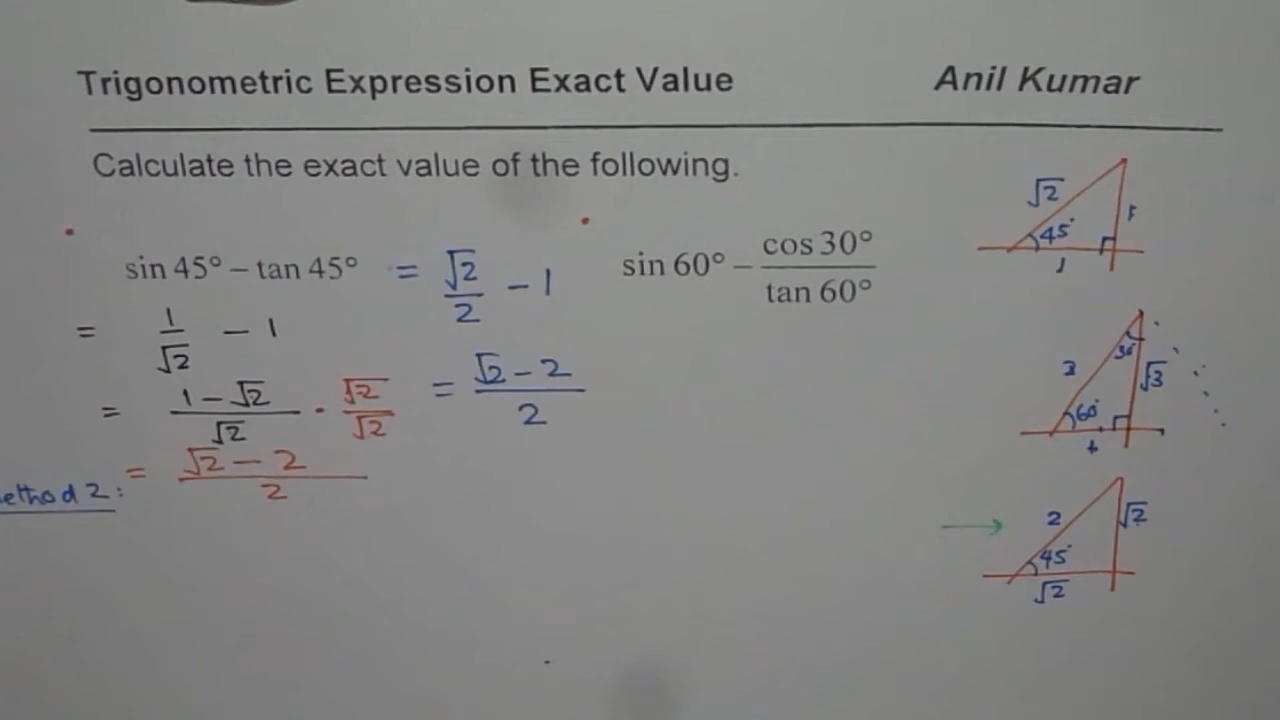 Trigonometric Expression Exact Value
Anil Kumar
Calculate the exact value of the following.
sin 45° – tan 45° = √2/2 – 1
= 1/√2 – 1
= (1 – √2)/√2 · √2/√2
= (√2 – 2)/2
= (√2 – 2)/2
ethod 2:
sin 60° – cos 30°/tan 60°
√2
45°
1
1
30°
√3
60°
2
√2
45°
√2